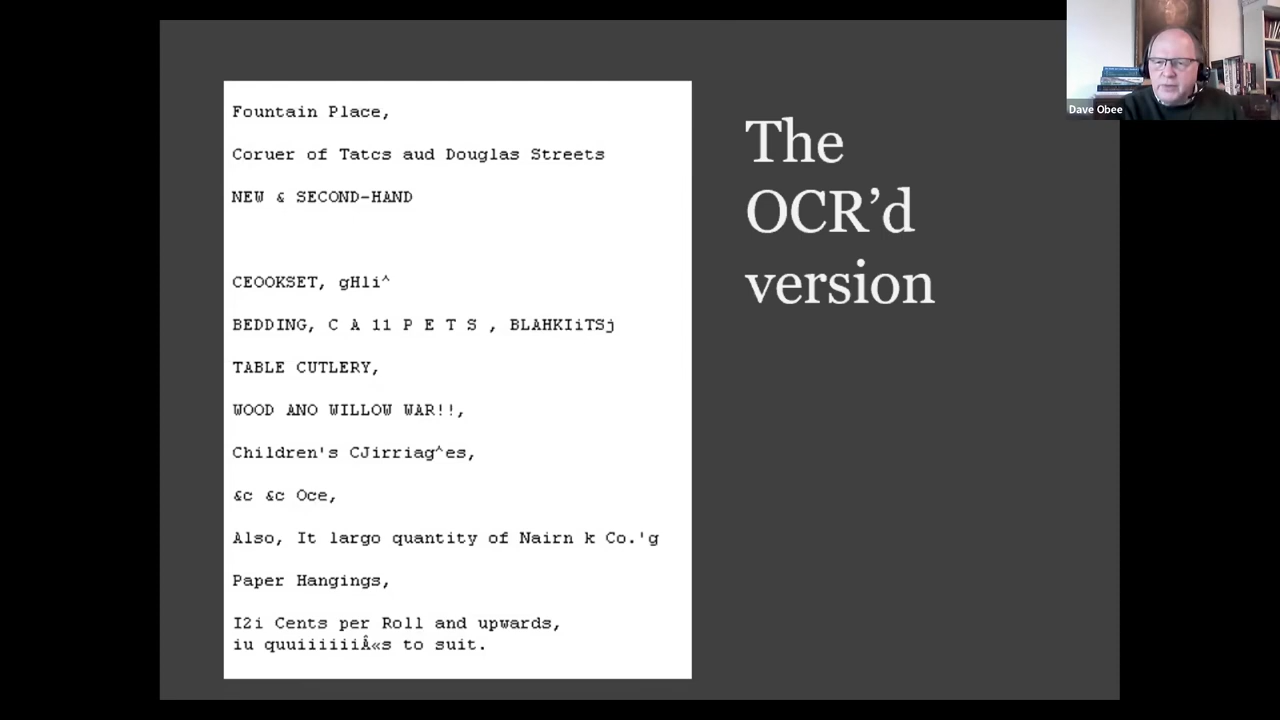 Fountain Place,
Coruer of Tatcs aud Douglas Streets
NEW & SECOND-HAND
CEOOKSET, gHli^
BEDDING, C A 11 P E T S , BLAHKIiTSj
TABLE CUTLERY,
WOOD ANO WILLOW WAR!!,
Children's CJirriag^es,
&c &c Oce,
Also, It largo quantity of Nairn k Co.'g
Paper Hangings,
I2i Cents per Roll and upwards,
iu quuiiiiiiÂ«s to suit.
The
OCR’d
version
Dave Obee